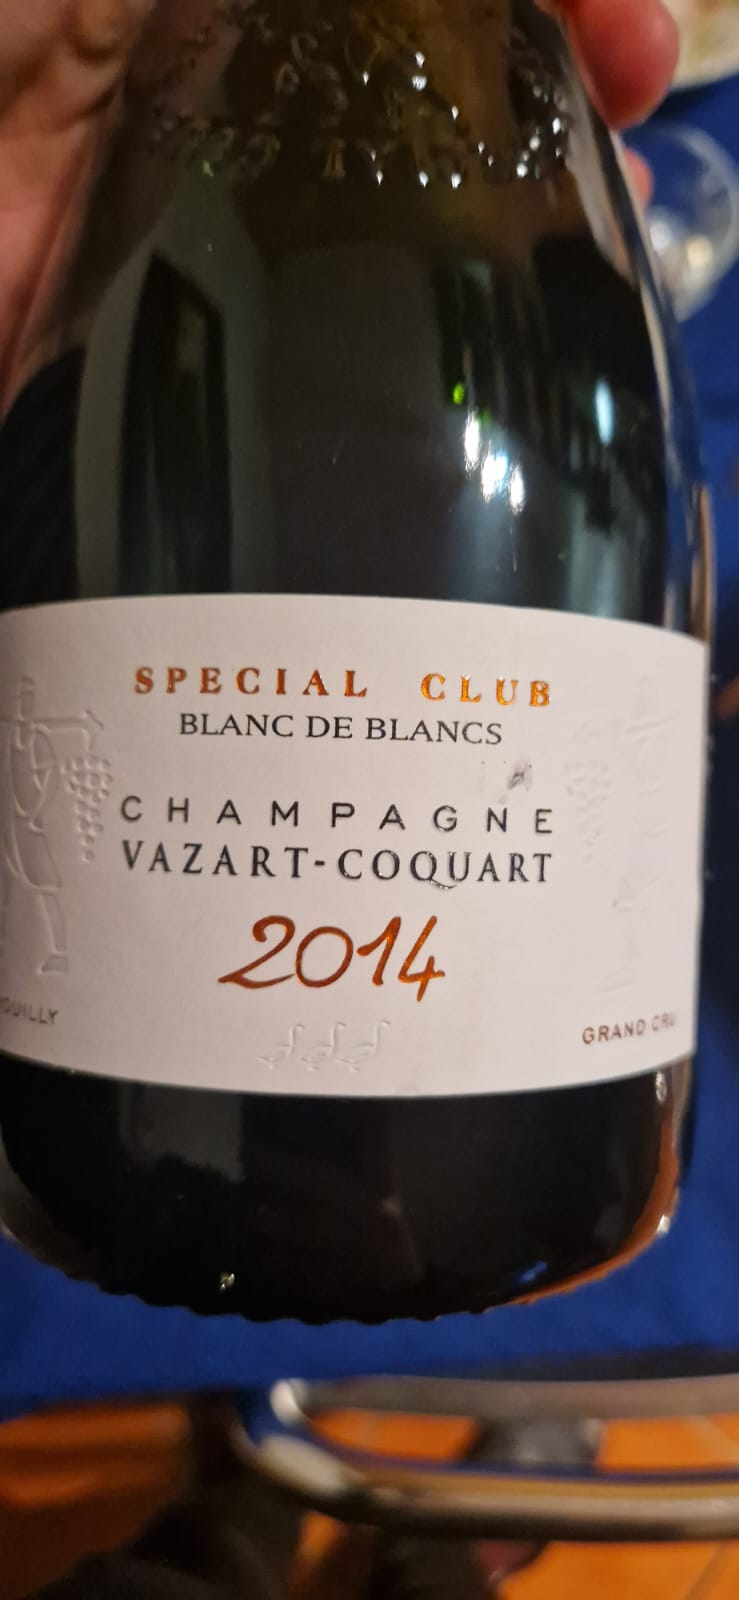 SPECIAL CLUB
BLANC DE BLANCS
CHAMPAGNE
VAZART-COQUART
2014
GRAND CRU